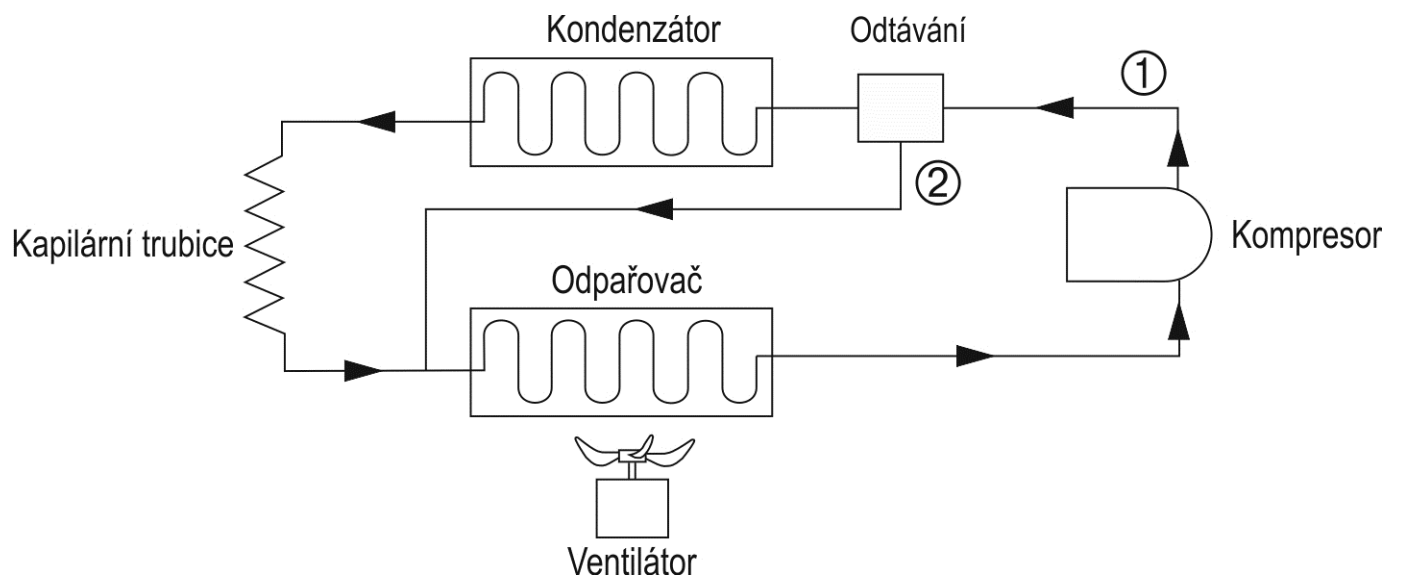 Kondenzátor
Odtávání
①
②
Kapilární trubice
Kompresor
Odpařovač
Ventilátor